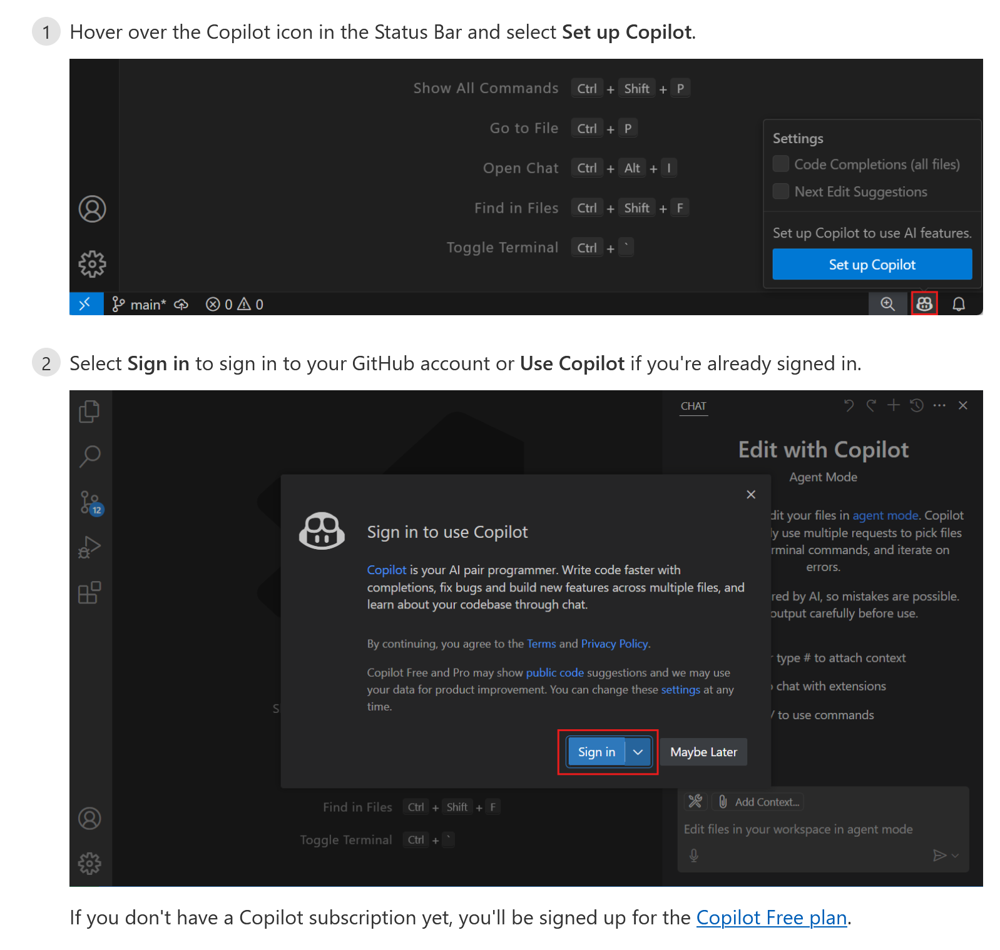 1 Hover over the Copilot icon in the Status Bar and select Set up Copilot.
Show All Commands Ctrl + Shift + P
Go to File Ctrl + P
Open Chat Ctrl + Alt + I
Find in Files Ctrl + Shift + F
Toggle Terminal Ctrl + `
Settings
Code Completions (all files)
Next Edit Suggestions
Set up Copilot to use AI features.
Set up Copilot
main* 0 0
2 Select Sign in to sign in to your GitHub account or Use Copilot if you're already signed in.
CHAT
Edit with Copilot
Agent Mode
dit your files in agent mode. Copilot
y use multiple requests to pick files
rminal commands, and iterate on
errors.
red by AI, so mistakes are possible.
output carefully before use.
type # to attach context
chat with extensions
/ to use commands
12
Sign in to use Copilot
Copilot is your AI pair programmer. Write code faster with
completions, fix bugs and build new features across multiple files, and
learn about your codebase through chat.
By continuing, you agree to the Terms and Privacy Policy.
Copilot Free and Pro may show public code suggestions and we may use
your data for product improvement. You can change these settings at any
time.
Sign in Maybe Later
Find in Files Ctrl + Shift + F
Toggle Terminal Ctrl + `
Add Context...
Edit files in your workspace in agent mode
If you don't have a Copilot subscription yet, you'll be signed up for the Copilot Free plan.